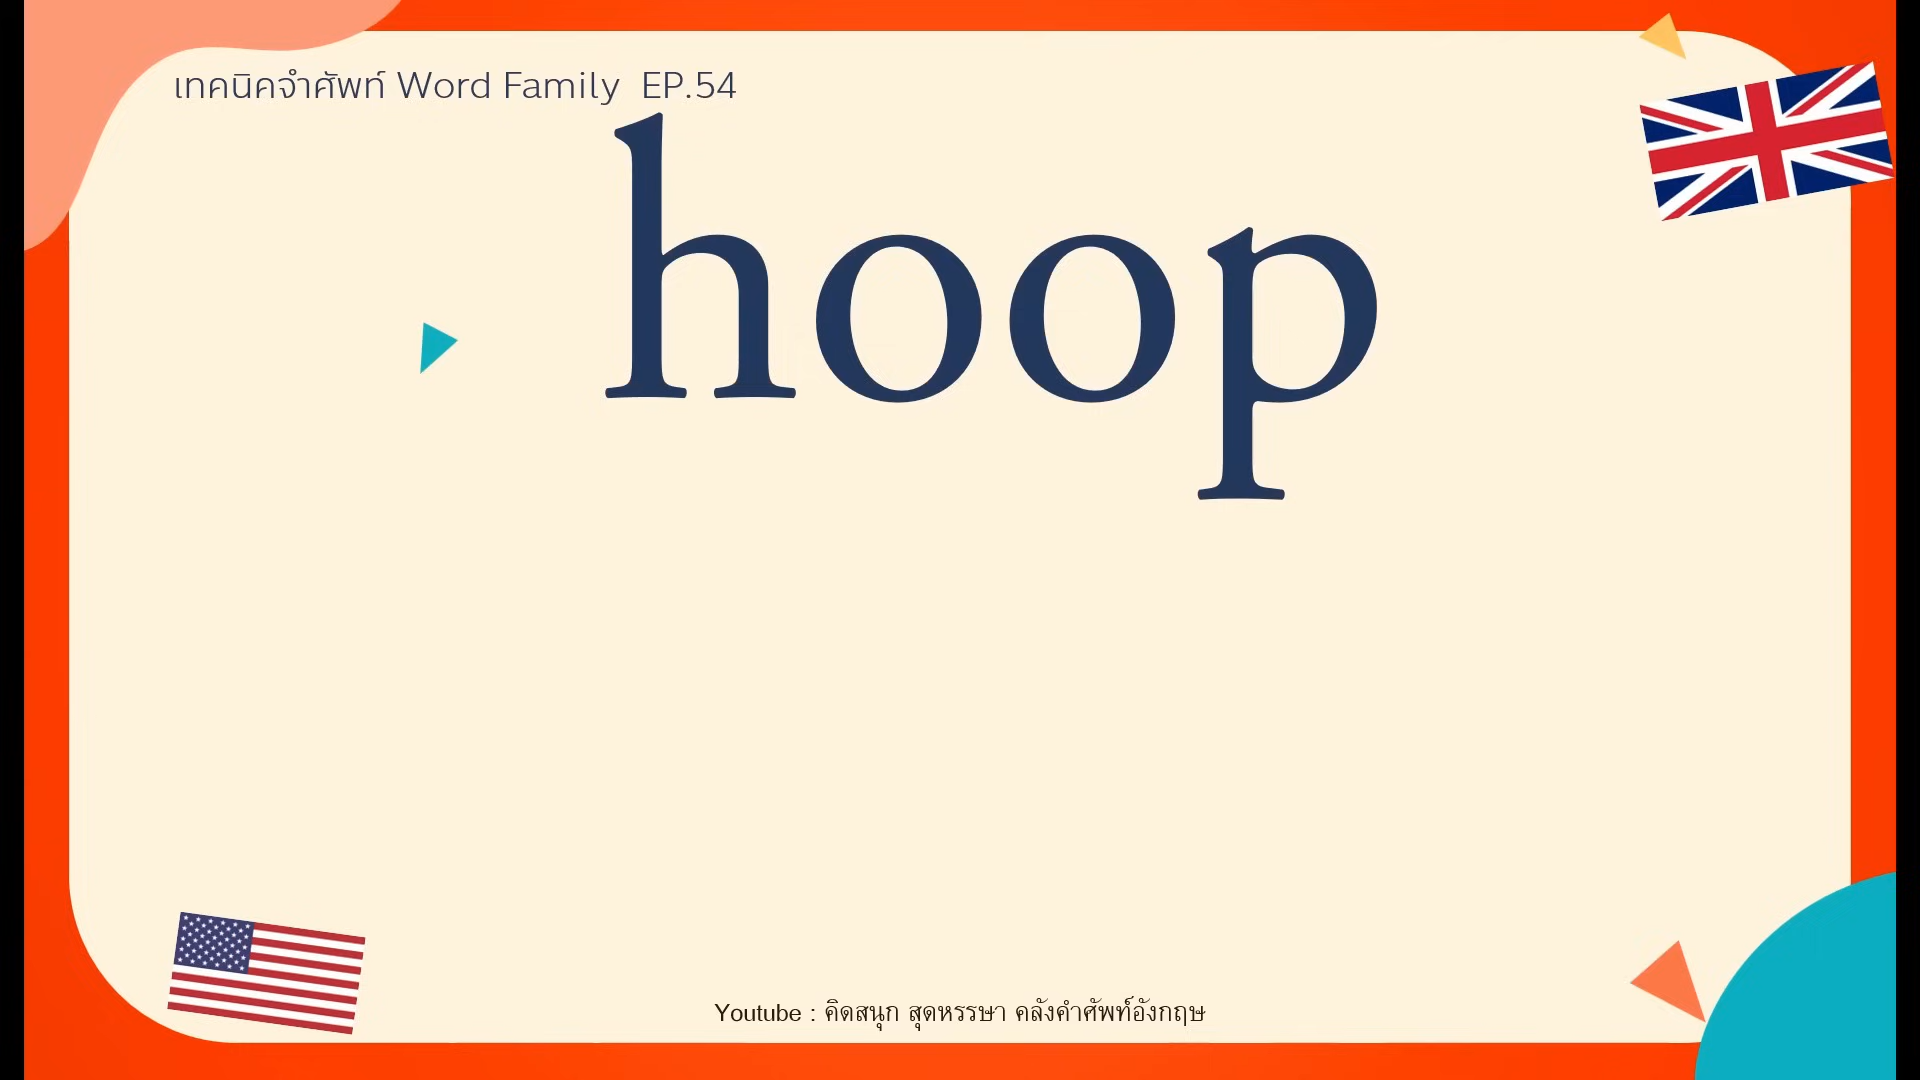 เทคนิคจำศัพท์ Word Family EP.54
hoop
Youtube : คิดสนุก สุดหรรษา คลังคำศัพท์อังกฤษ